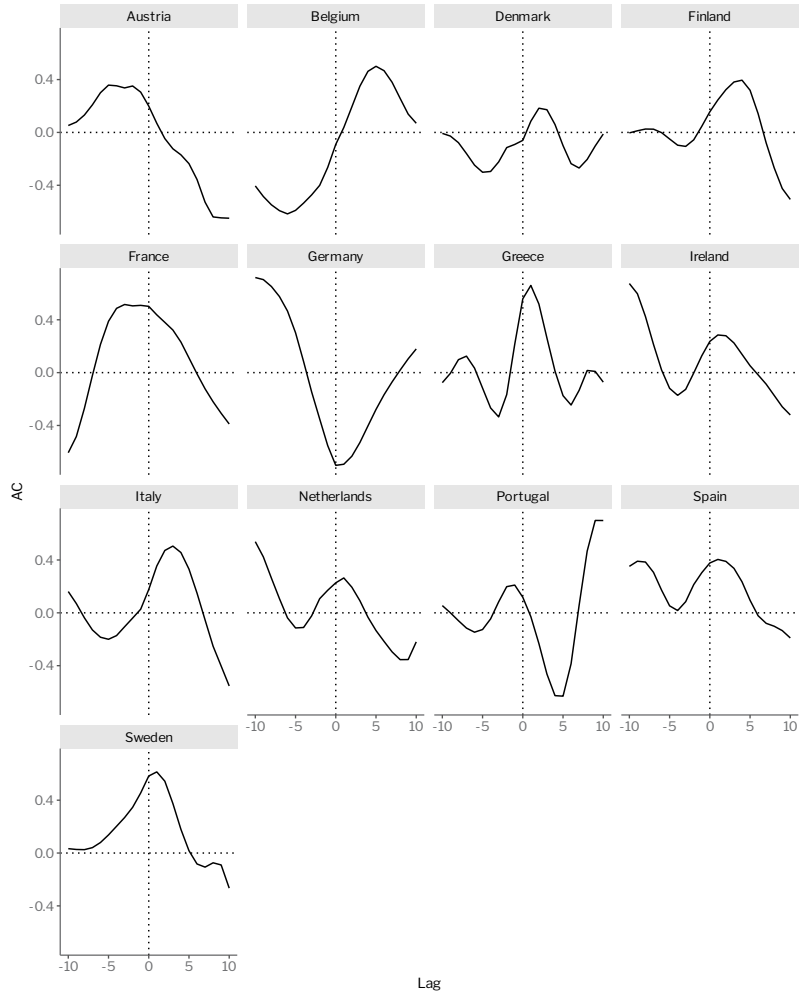 Austria Belgium Denmark Finland
0.4
0.0
-0.4
France Germany Greece Ireland
0.4
0.0
-0.4
AC
Italy Netherlands Portugal Spain
0.4
0.0
-0.4
-10 -5 0 5 10 -10 -5 0 5 10 -10 -5 0 5 10
Sweden
0.4
0.0
-0.4
-10 -5 0 5 10
Lag